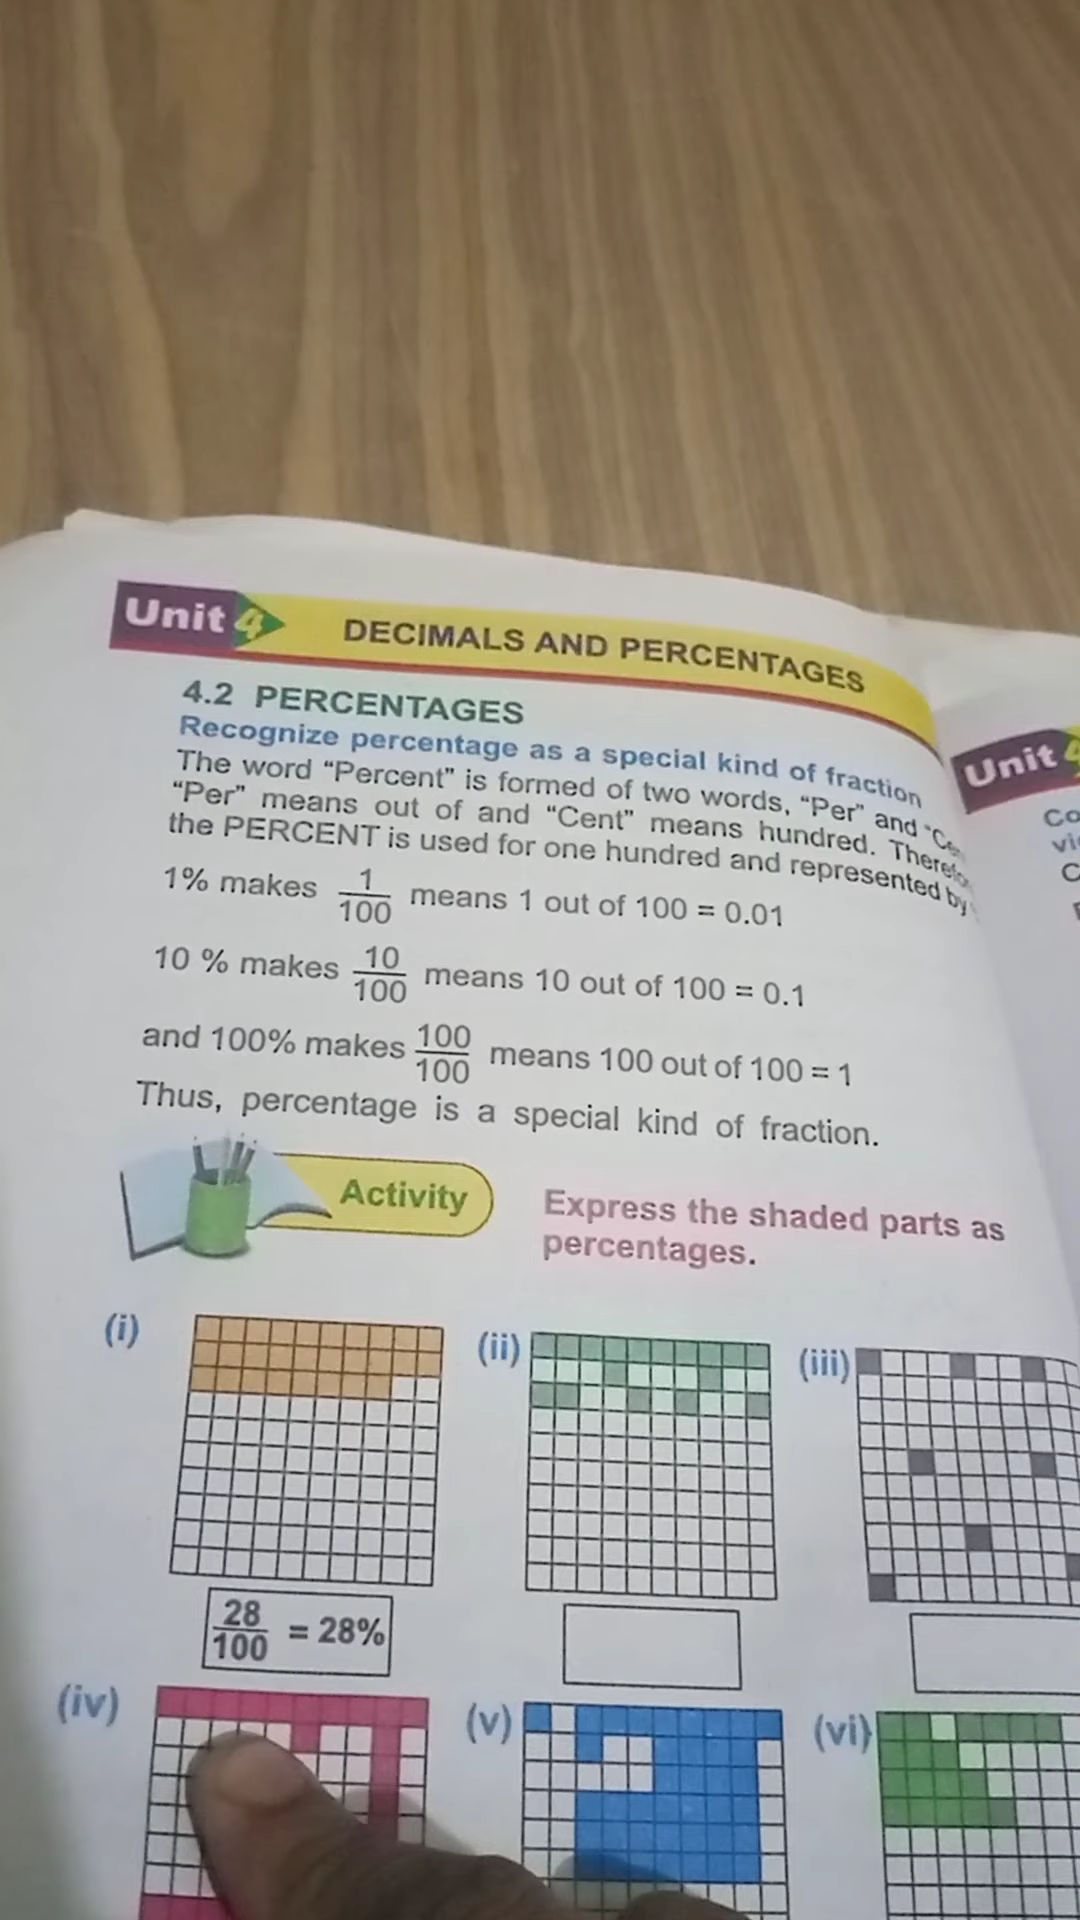 Unit 4
DECIMALS AND PERCENTAGES
4.2 PERCENTAGES
Recognize percentage as a special kind of fraction
The word “Percent” is formed of two words, “Per” and
“Per” means out of and “Cent” means hundred.
the PERCENT is used for one hundred and represented by
1% makes 1/100 means 1 out of 100 = 0.01
10 % makes 10/100 means 10 out of 100 = 0.1
and 100% makes 100/100 means 100 out of 100 = 1
Thus, percentage is a special kind of fraction.
Activity
Express the shaded parts as
percentages.
(i)
(ii)
(iii)
28/100 = 28%
(iv)
(v)
(vi)
Unit